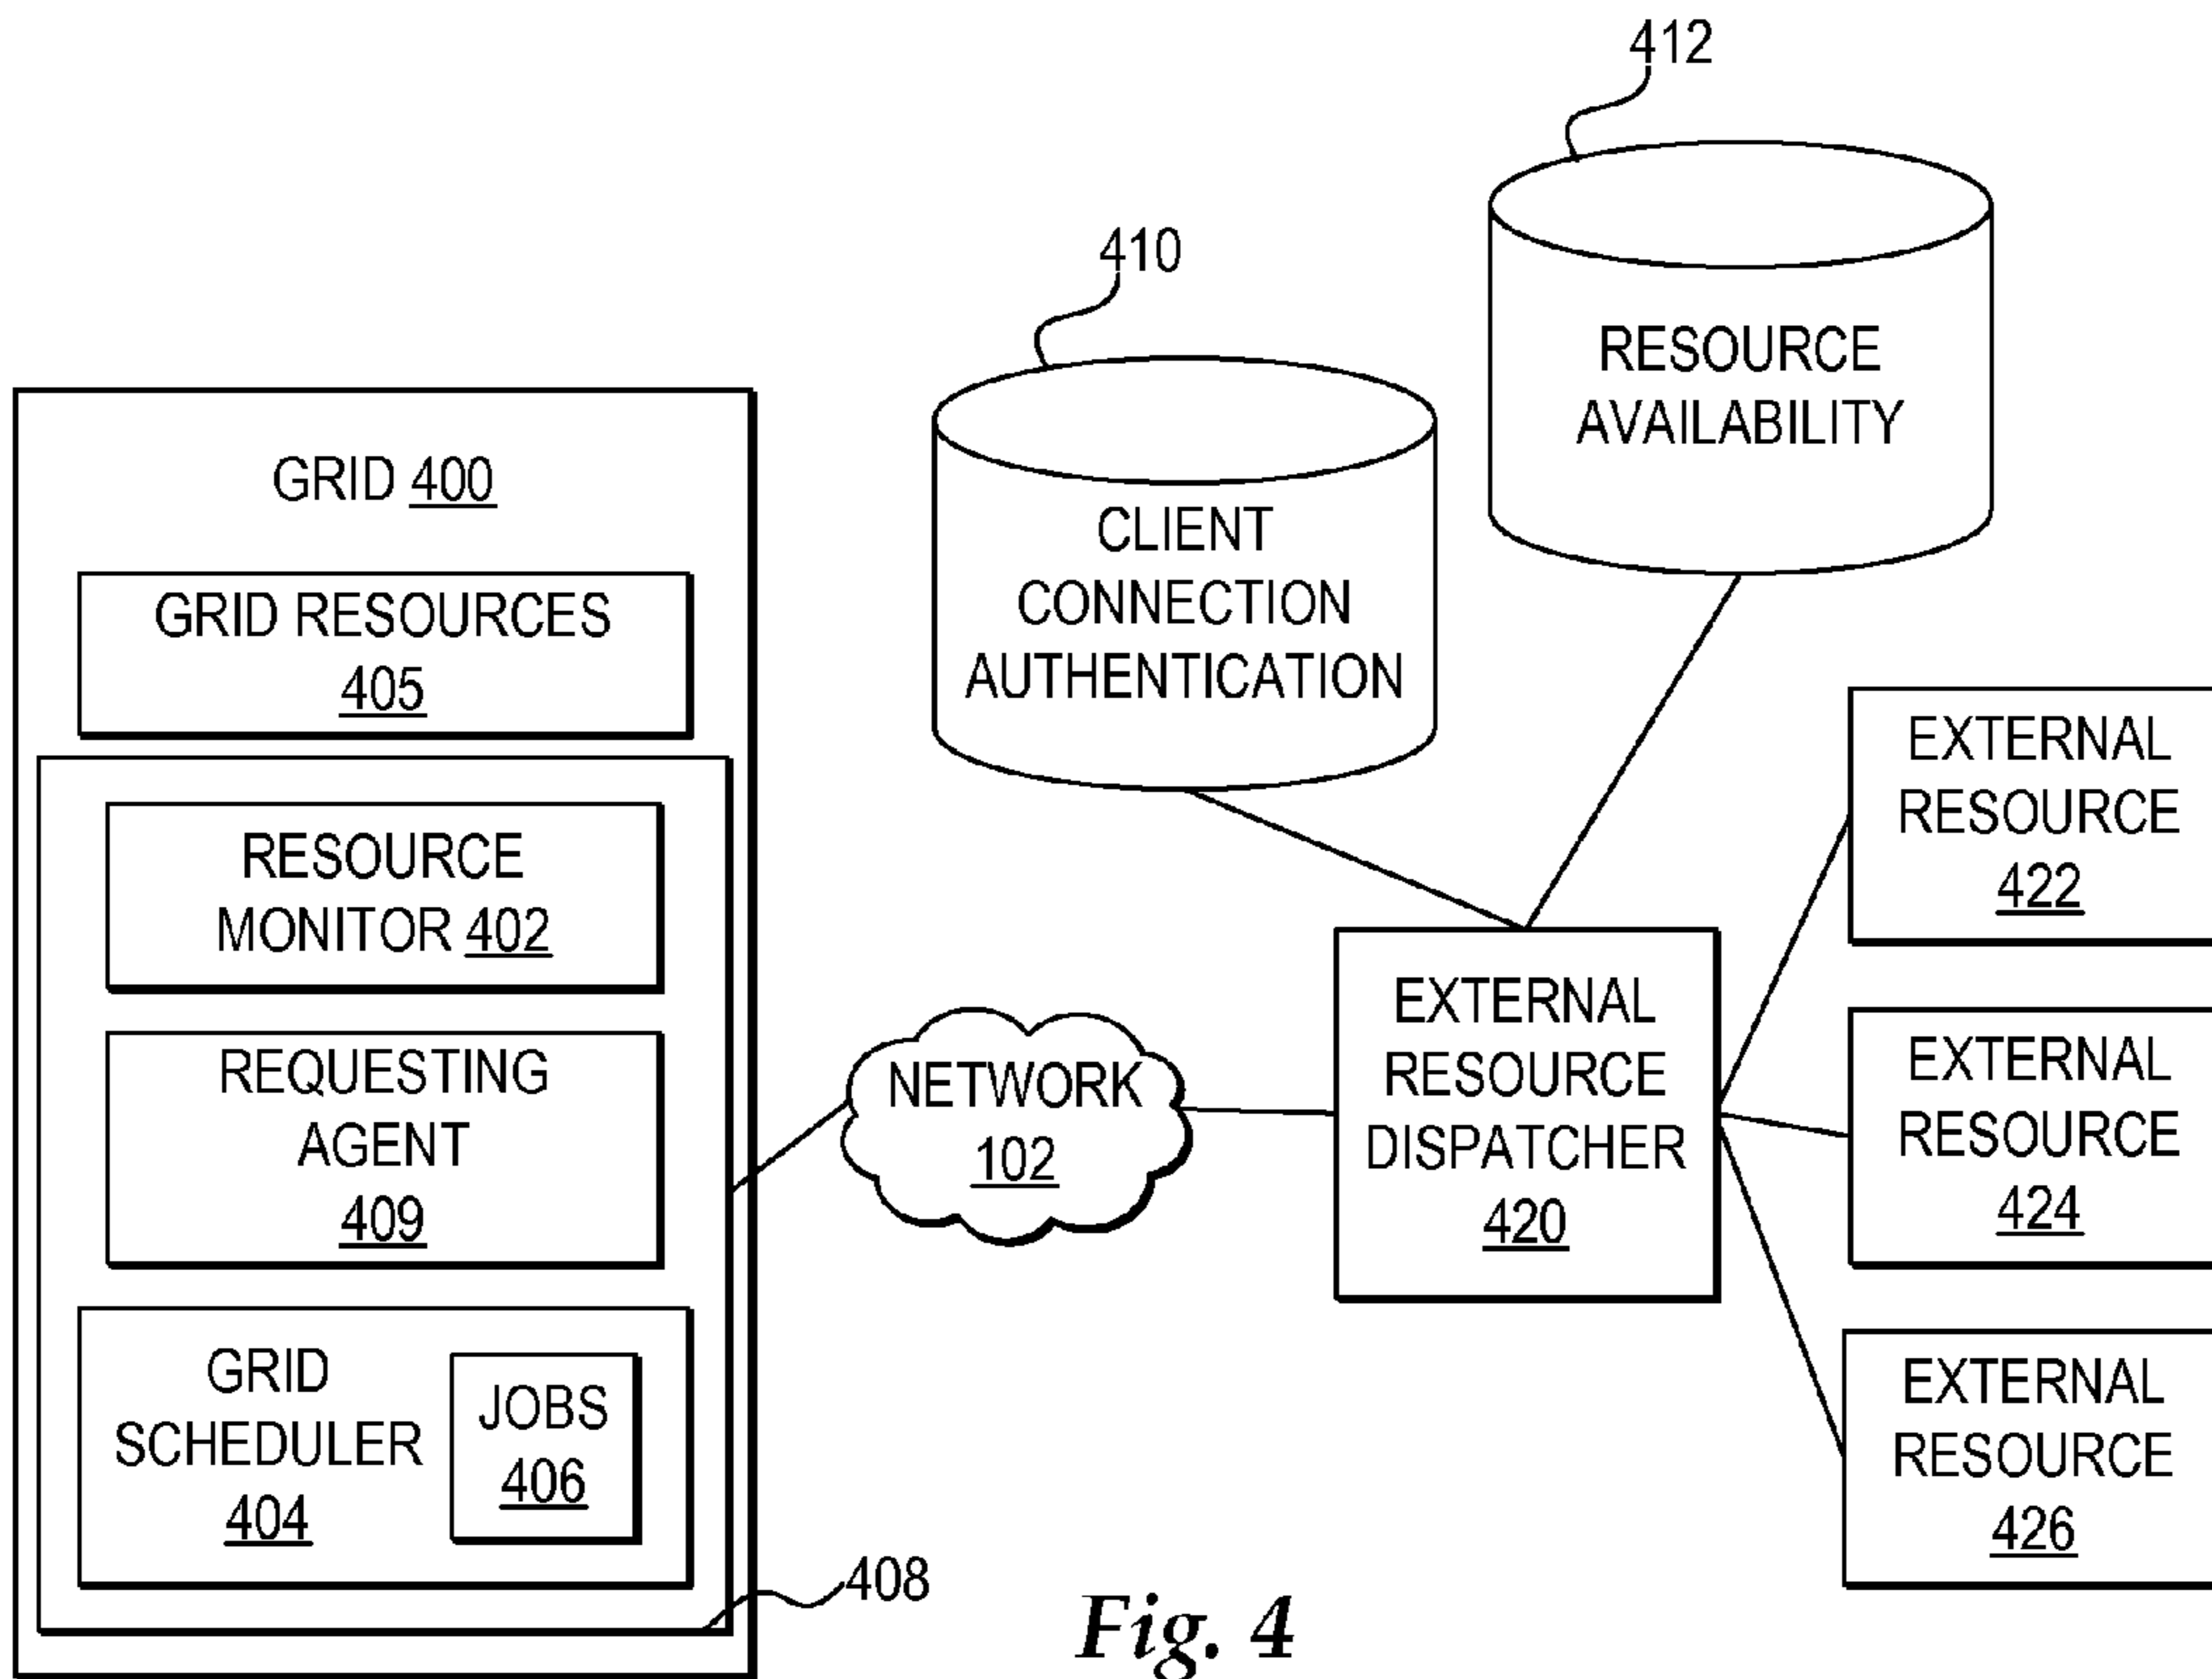 412
410
RESOURCE
AVAILABILITY
CLIENT
CONNECTION
AUTHENTICATION
GRID 400
GRID RESOURCES
405
RESOURCE
MONITOR 402
REQUESTING
AGENT
409
GRID
SCHEDULER
404
JOBS
406
408
NETWORK
102
EXTERNAL
RESOURCE
DISPATCHER
420
EXTERNAL
RESOURCE
422
EXTERNAL
RESOURCE
424
EXTERNAL
RESOURCE
426
Fig. 4